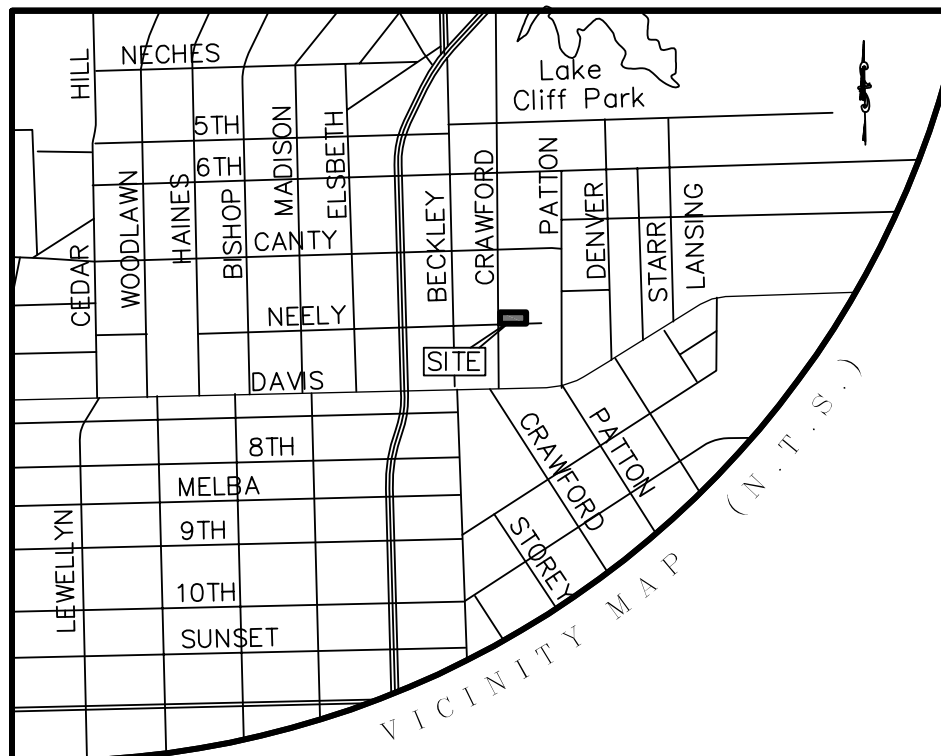 NECHES
HILL
Lake
Cliff Park
5TH
6TH
MADISON
ELSBETH
WOODLAWN
HAINES
BISHOP
CANTY
BECKLEY
CRAWFORD
PATTON
DENVER
STARR
LANSING
CEDAR
NEELY
SITE
DAVIS
8TH
MELBA
9TH
10TH
SUNSET
LEWELLYN
CRAWFORD
PATTON
STOREY
VICINITY MAP (N.T.S.)